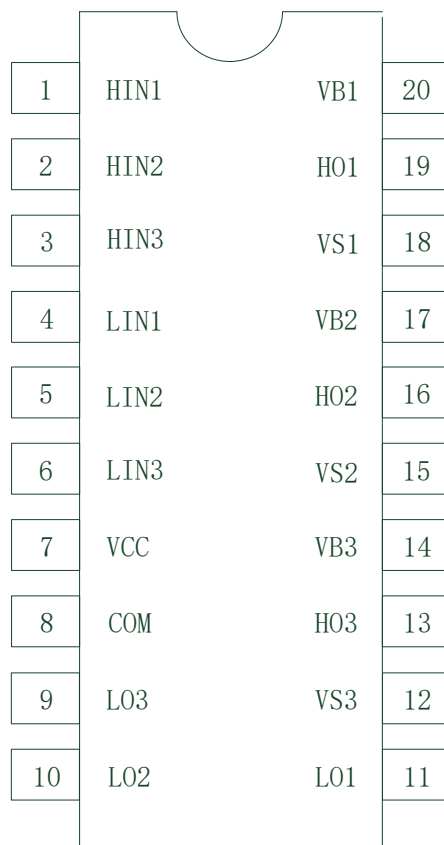 1 HIN1 VB1 20
2 HIN2 HO1 19
3 HIN3 VS1 18
4 LIN1 VB2 17
5 LIN2 HO2 16
6 LIN3 VS2 15
7 VCC VB3 14
8 COM HO3 13
9 LO3 VS3 12
10 LO2 LO1 11